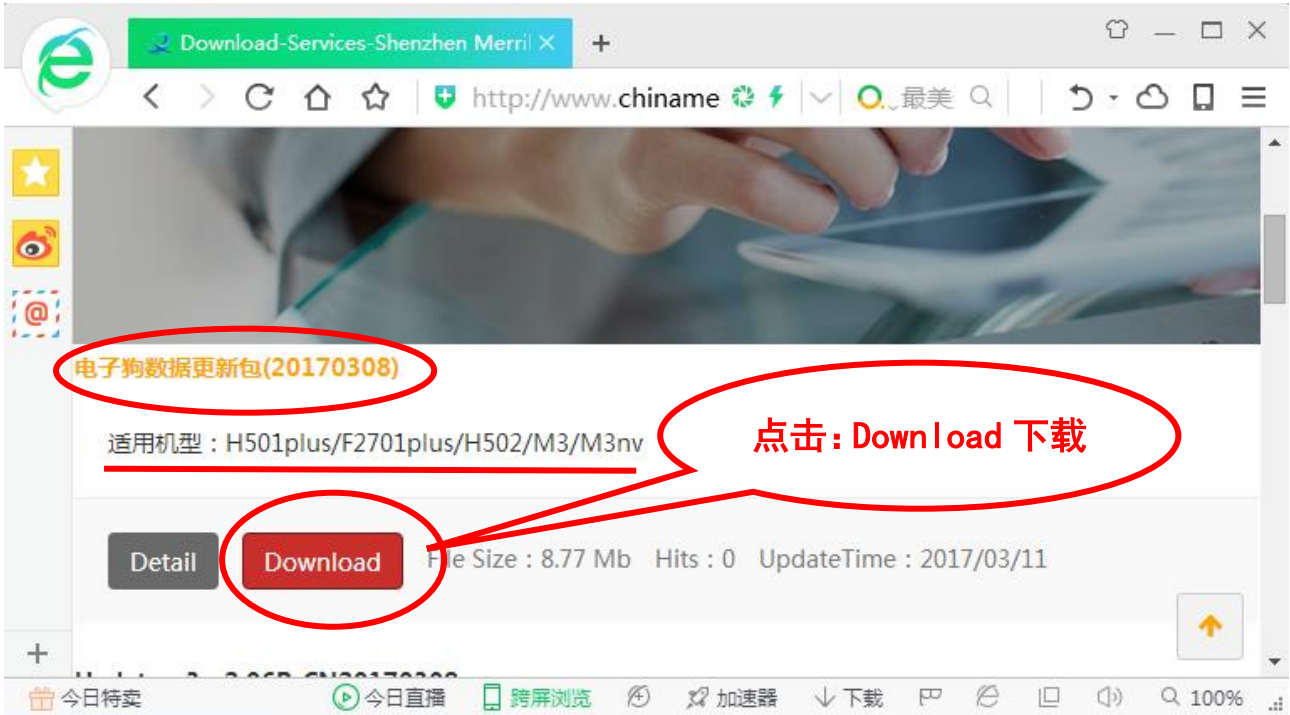 Download-Services-Shenzhen Merril
http://www.chiname
最美
电子狗数据更新包(20170308)
适用机型：H501plus/F2701plus/H502/M3/M3nv
点击：Download 下载
Detail
Download
File Size : 8.77 Mb Hits : 0 UpdateTime : 2017/03/11
今日特卖
今日直播
跨屏浏览
加速器
下载
100%